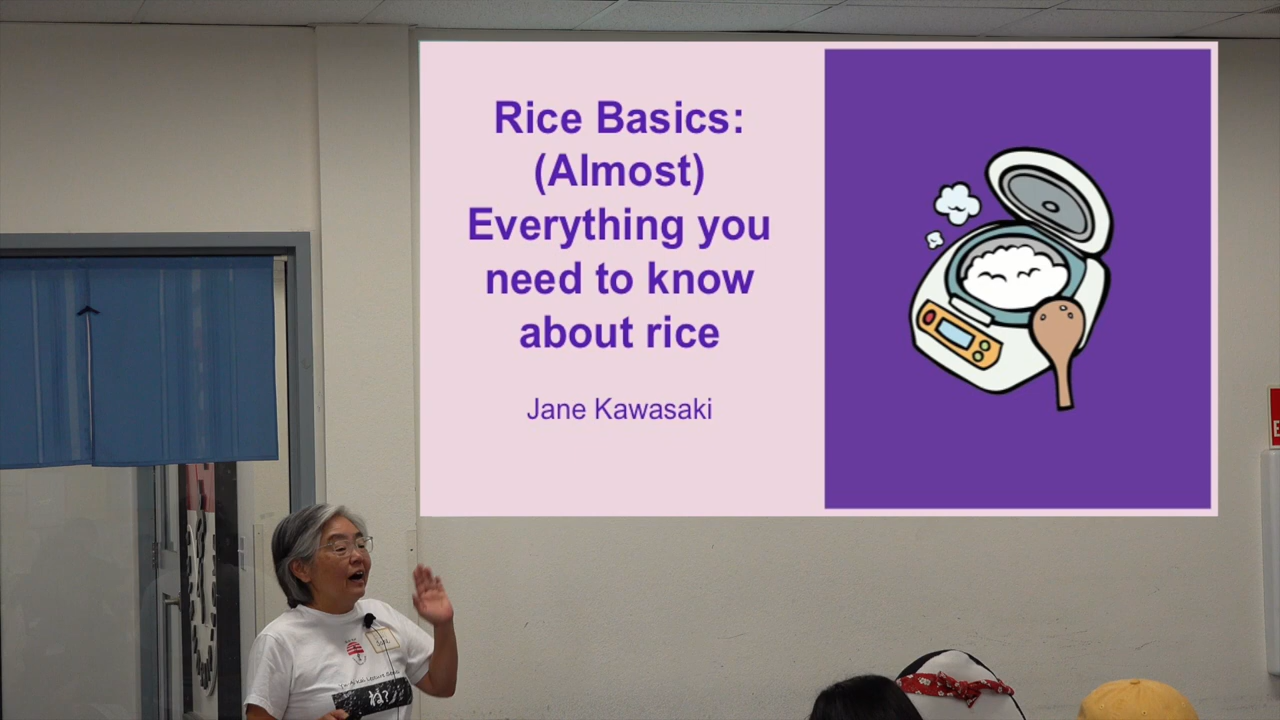 Rice Basics:
(Almost)
Everything you
need to know
about rice
Jane Kawasaki